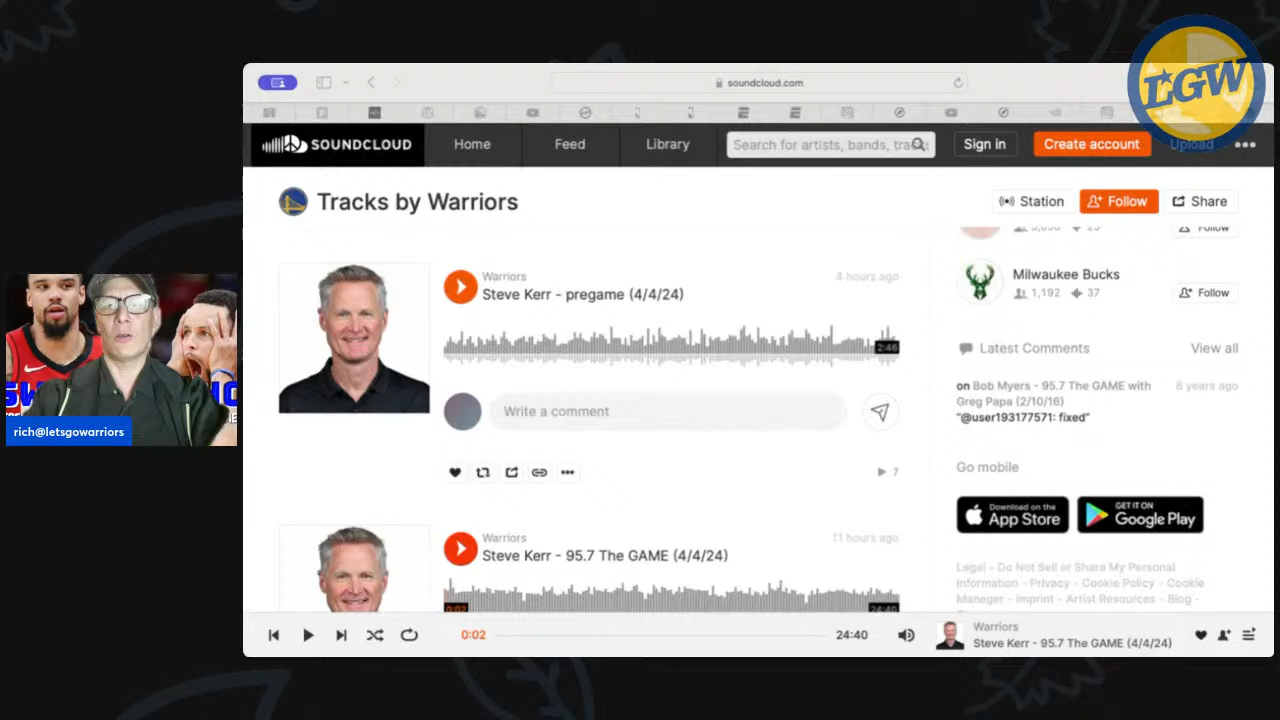 LGW
soundcloud.com
SOUNDCLOUD
Home
Feed
Library
Search for artists, bands, track
Sign in
Create account
Upload
Tracks by Warriors
Station
Follow
Share
Follow
Milwaukee Bucks
1,192
37
Follow
Warriors
4 hours ago
Steve Kerr - pregame (4/4/24)
2:46
Write a comment
7
Latest Comments
View all
on Bob Myers - 95.7 The GAME with
8 years ago
Greg Papa (2/10/16)
"@user193177571: fixed"
Go mobile
Download on the
App Store
GET IT ON
Google Play
rich@letsgowarriors
Warriors
11 hours ago
Steve Kerr - 95.7 The GAME (4/4/24)
0:02
24:40
Legal - Do Not Sell or Share My Personal
Information - Privacy - Cookie Policy - Cookie
Manager - Imprint - Artist Resources - Blog -
0:02
24:40
Warriors
Steve Kerr - 95.7 The GAME (4/4/24)